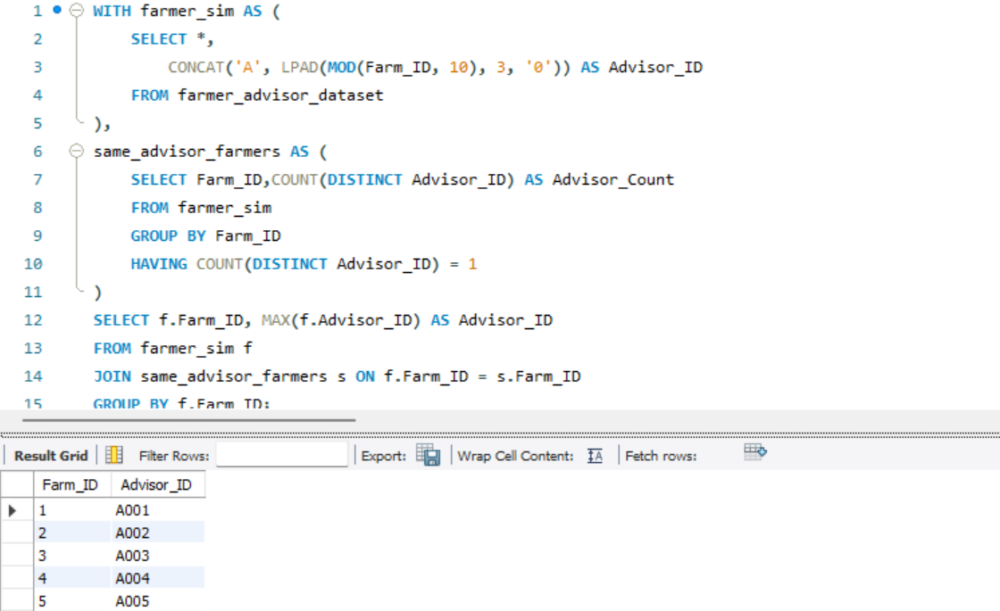 1 WITH farmer_sim AS (
2 SELECT *,
3 CONCAT('A', LPAD(MOD(Farm_ID, 10), 3, '0')) AS Advisor_ID
4 FROM farmer_advisor_dataset
5 ),
6 same_advisor_farmers AS (
7 SELECT Farm_ID,COUNT(DISTINCT Advisor_ID) AS Advisor_Count
8 FROM farmer_sim
9 GROUP BY Farm_ID
10 HAVING COUNT(DISTINCT Advisor_ID) = 1
11 )
12 SELECT f.Farm_ID, MAX(f.Advisor_ID) AS Advisor_ID
13 FROM farmer_sim f
14 JOIN same_advisor_farmers s ON f.Farm_ID = s.Farm_ID
15 GROUP BY f.Farm_ID;
Result Grid Filter Rows: Export: Wrap Cell Content: IA Fetch rows:
Farm_ID Advisor_ID
1 A001
2 A002
3 A003
4 A004
5 A005